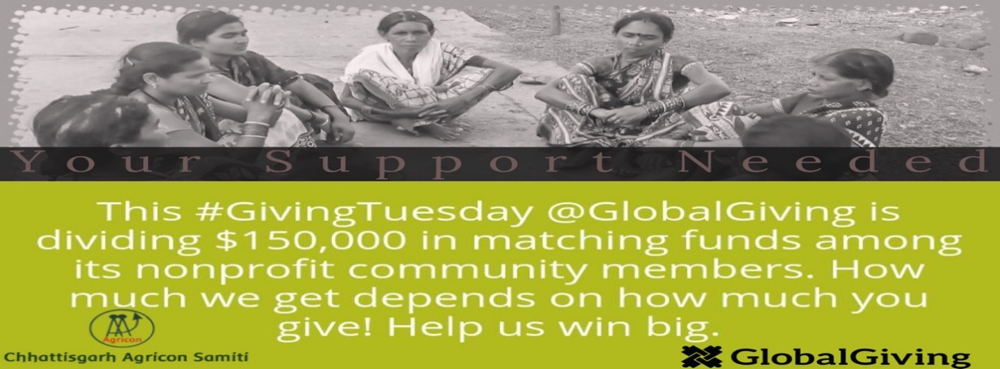 Your Support Needed
This #GivingTuesday @GlobalGiving is
dividing $150,000 in matching funds among
its nonprofit community members. How
much we get depends on how much you
give! Help us win big.
Agricon
Chhattisgarh Agricon Samiti
GlobalGiving